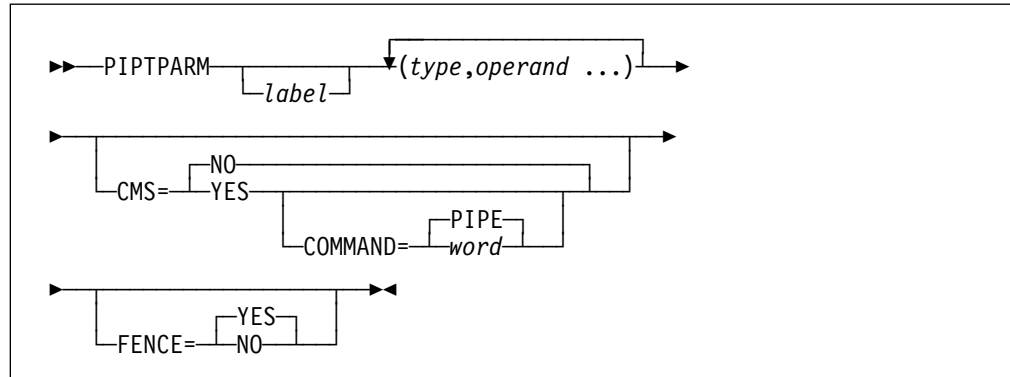 PIPTPARM (type,operand ...)
label
NO
CMS= YES
PIPE
COMMAND= word
YES
FENCE= NO